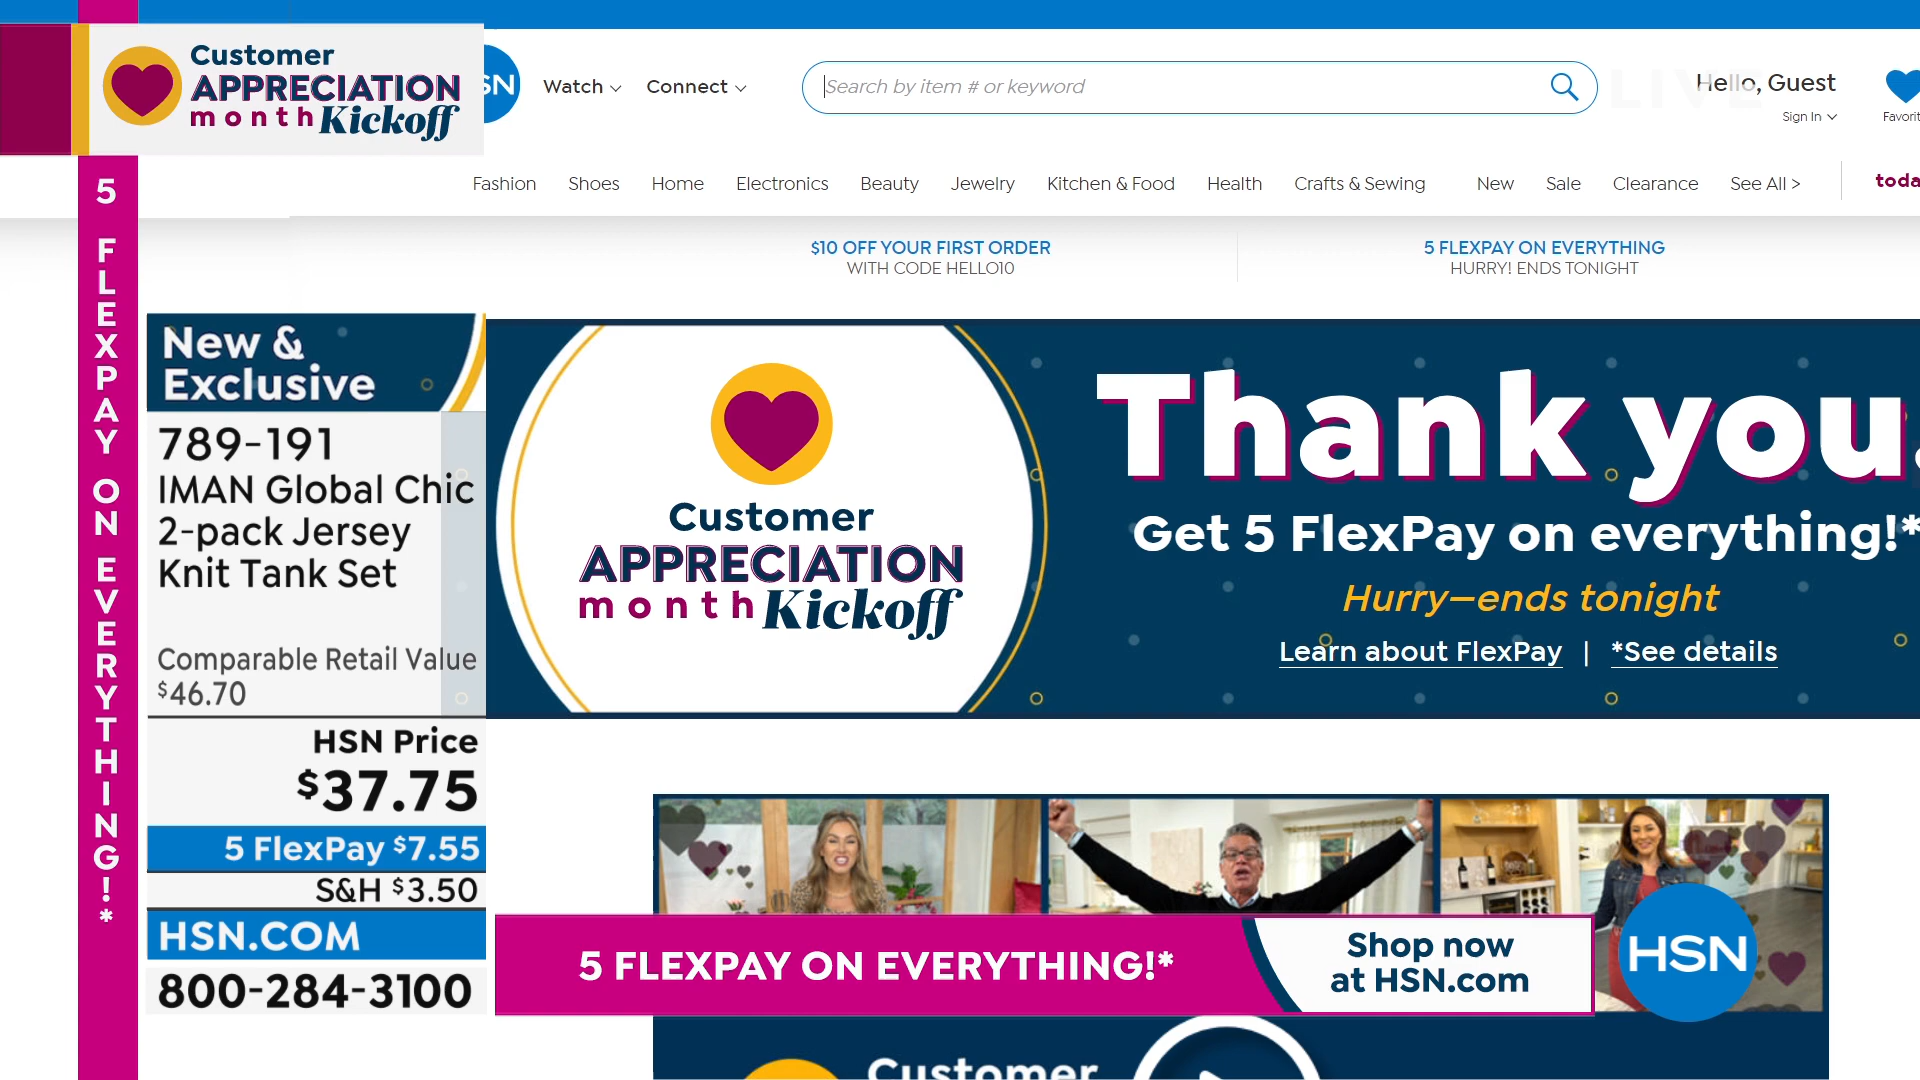 Customer
APPRECIATION
month Kickoff
SN
Watch
Connect
Search by item # or keyword
LIVE
Hello, Guest
Sign In
Favorit
Fashion
Shoes
Home
Electronics
Beauty
Jewelry
Kitchen & Food
Health
Crafts & Sewing
New
Sale
Clearance
See All >
toda
$10 OFF YOUR FIRST ORDER
WITH CODE HELLO10
5 FLEXPAY ON EVERYTHING
HURRY! ENDS TONIGHT
5 FLEXPAY ON EVERYTHING!*
New &
Exclusive
789-191
IMAN Global Chic
2-pack Jersey
Knit Tank Set
Comparable Retail Value
$46.70
HSN Price
$37.75
5 FlexPay $7.55
S&H $3.50
HSN.COM
800-284-3100
Customer
APPRECIATION
month Kickoff
Thank you.
Get 5 FlexPay on everything!*
Hurry—ends tonight
Learn about FlexPay | *See details
5 FLEXPAY ON EVERYTHING!*
Shop now
at HSN.com
HSN
Customer